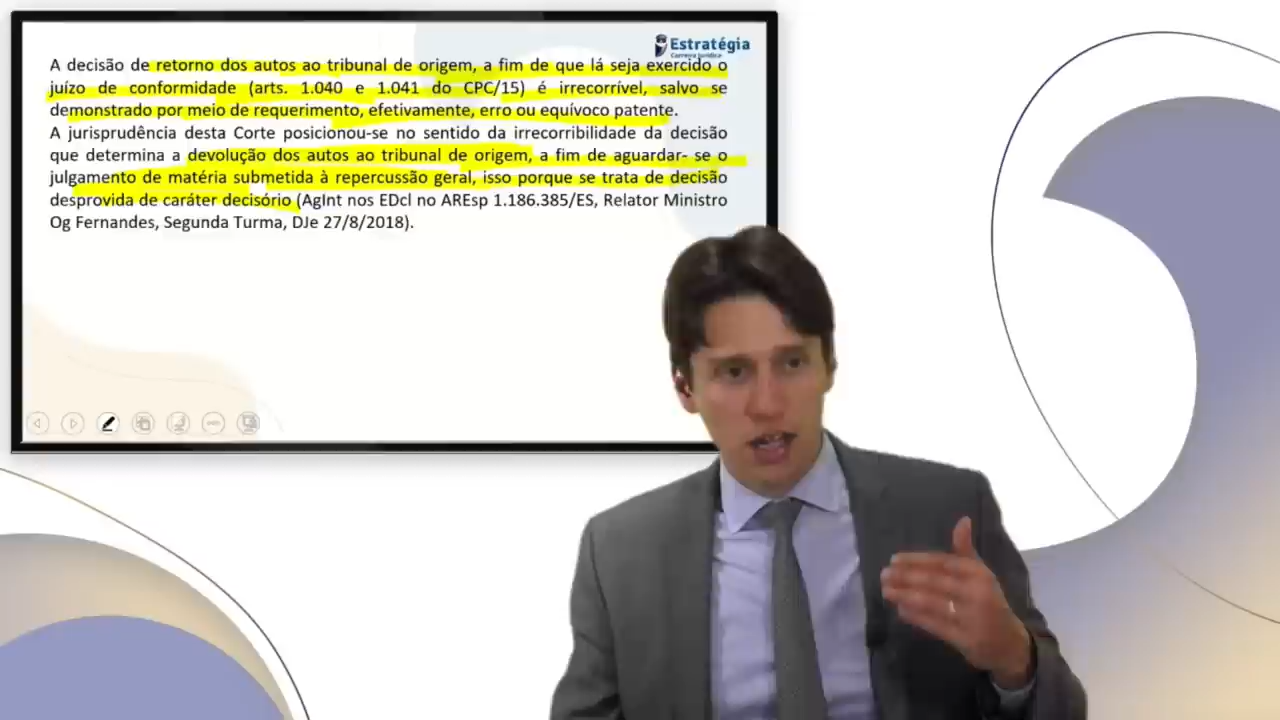 Estratégia
Carreira Jurídica
A decisão de retorno dos autos ao tribunal de origem, a fim de que lá seja exercido o
juízo de conformidade (arts. 1.040 e 1.041 do CPC/15) é irrecorrível, salvo se
demonstrado por meio de requerimento, efetivamente, erro ou equívoco patente.
A jurisprudência desta Corte posicionou-se no sentido da irrecorribilidade da decisão
que determina a devolução dos autos ao tribunal de origem, a fim de aguardar- se o
julgamento de matéria submetida à repercussão geral, isso porque se trata de decisão
desprovida de caráter decisório (AgInt nos EDcl no AREsp 1.186.385/ES, Relator Ministro
Og Fernandes, Segunda Turma, DJe 27/8/2018).